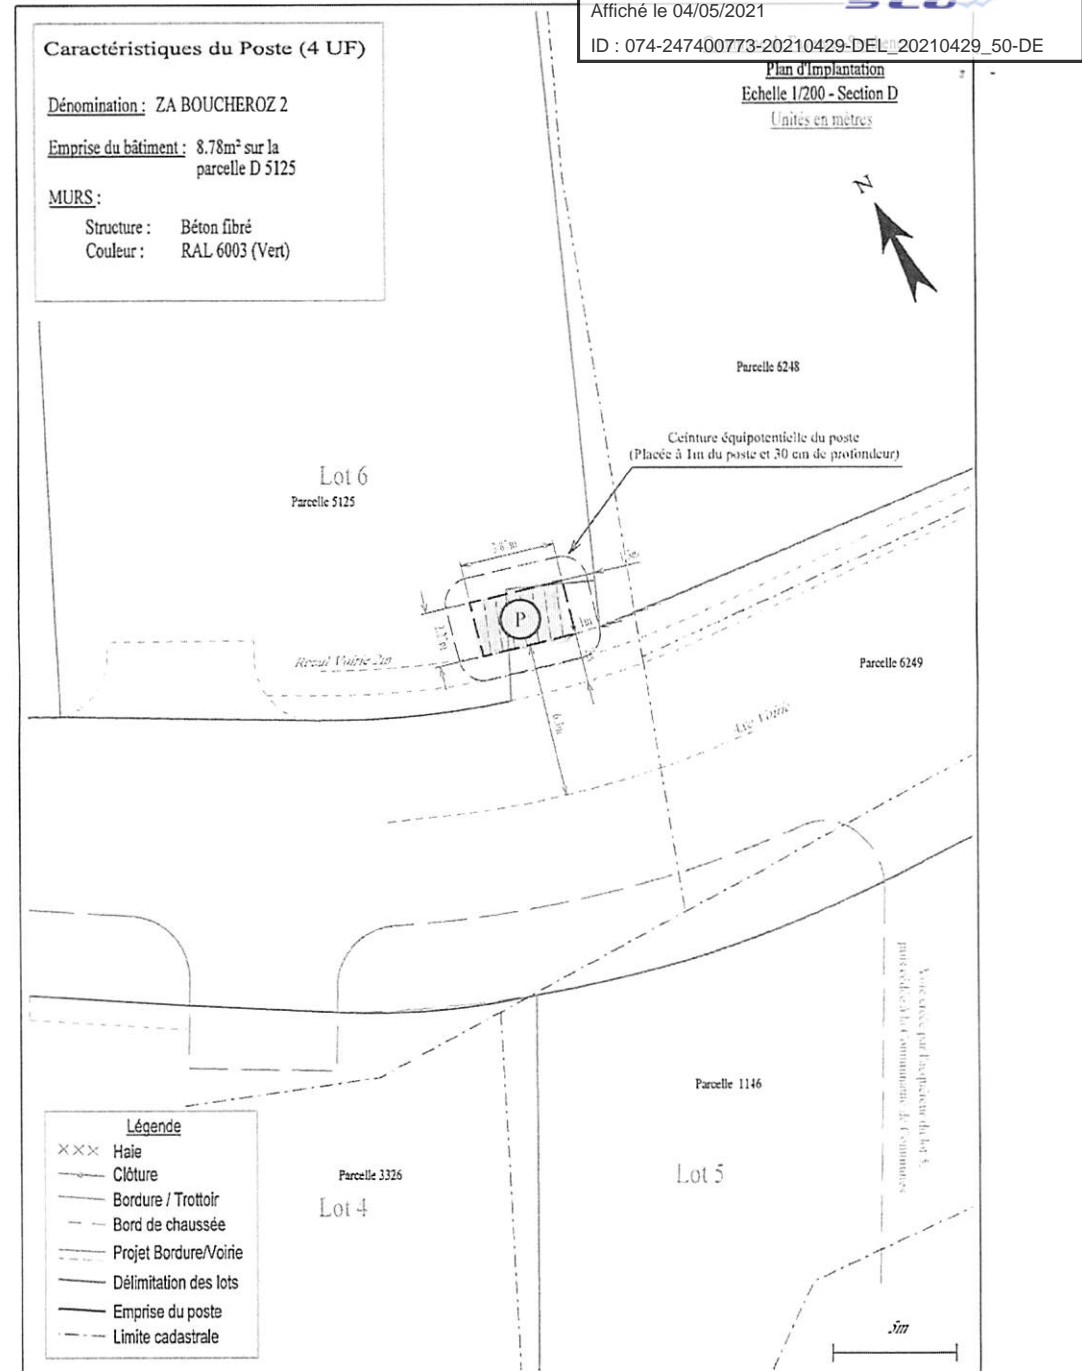 Affiché le 04/05/2021
ID : 074-247400773-20210429-DEL_20210429_50-DE
Caractéristiques du Poste (4 UF)
Dénomination : ZA BOUCHEROZ 2
Emprise du bâtiment : 8.78m² sur la
parcelle D 5125
MURS :
Structure : Béton fibré
Couleur : RAL 6003 (Vert)
Plan d'Implantation
Echelle 1/200 - Section D
Unités en mètres
N
Parcelle 6248
Ceinture équipotentielle du poste
(Placée à 1m du poste et 30 cm de profondeur)
Lot 6
Parcelle 5125
P
1m
Voirie 2m
Parcelle 6249
Axe Voirie
Parcelle 1146
Lot 5
Parcelle 3326
Lot 4
Légende
XXX Haie
Clôture
Bordure / Trottoir
Bord de chaussée
Projet Bordure/Voirie
Délimitation des lots
Emprise du poste
Limite cadastrale
5m